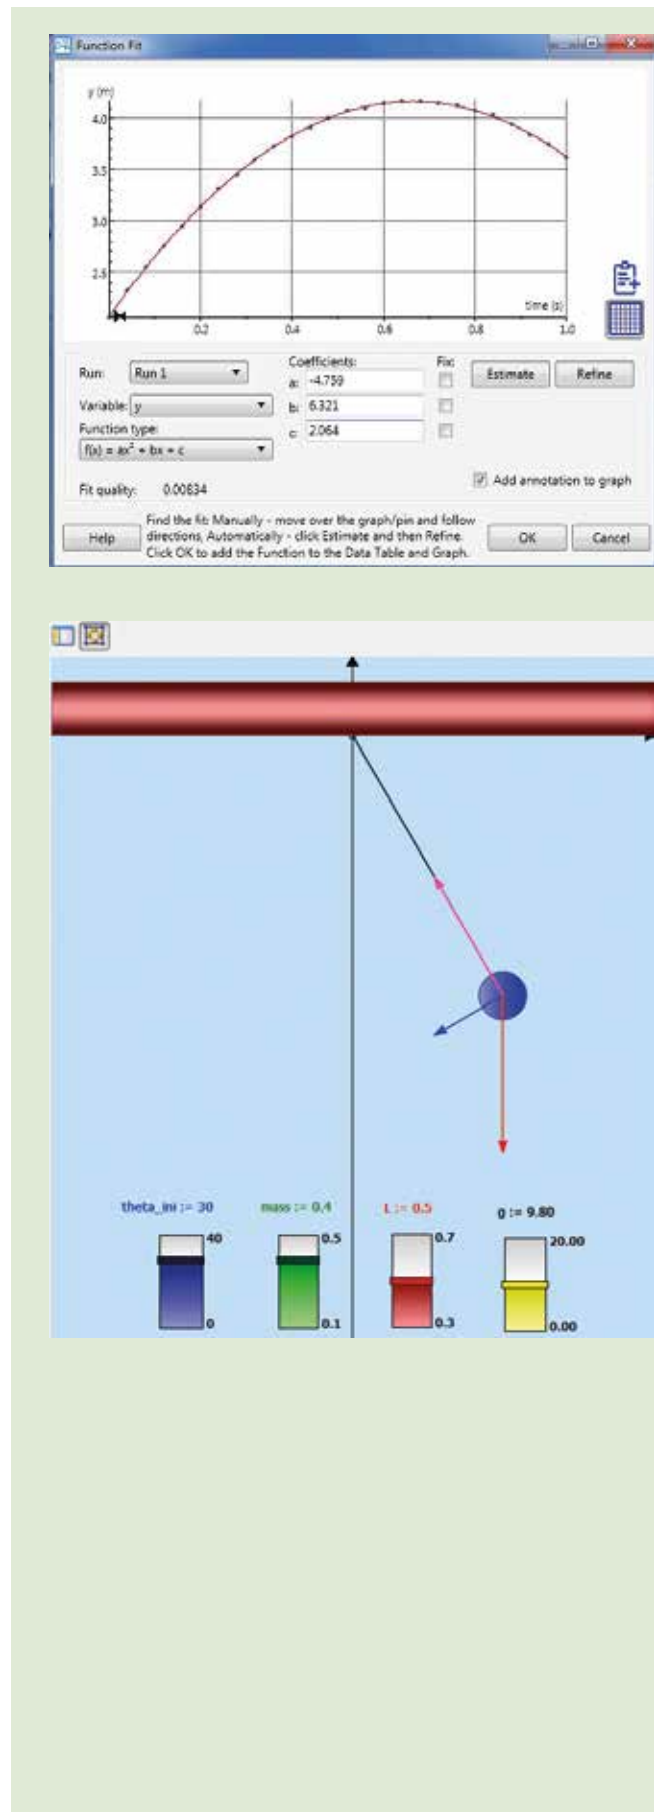 Function Fit
y (m)
4.0
3.5
3.0
2.5
time (s)
0.2 0.4 0.6 0.8 1.0
Run: Run 1
Coefficients: Fix:
a: -4.759
Estimate Refine
Variable: y
b: 6.321
Function type:
c: 2.064
f(x) = ax² + bx + c
Add annotation to graph
Fit quality: 0.00634
Help
Find the fit: Manually - move over the graph/pin and follow
directions, Automatically - click Estimate and then Refine.
Click OK to add the Function to the Data Table and Graph.
OK Cancel
theta_ini := 30 mass := 0.4 L := 0.5 g := 9.80
40 0.5 0.7 20.00
0 0.1 0.3 0.00